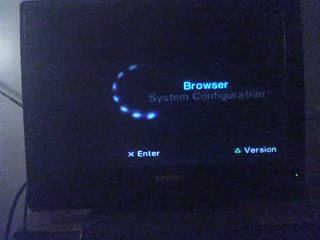 Browser
System Configuration
✕ Enter
△ Version